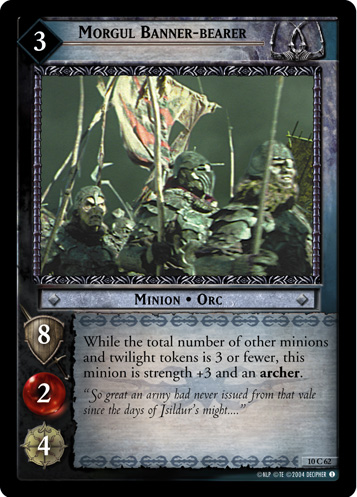 3
Morgul Banner-bearer
Minion • Orc
8
While the total number of other minions
and twilight tokens is 3 or fewer, this
minion is strength +3 and an archer.
2
"So great an army had never issued from that vale
since the days of Isildur's might...."
4
10 C 62
©NLP ™ ©TE ©2004 DECIPHER